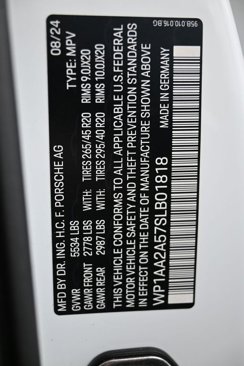 95B.010.016.BG
MFD BY DR. ING. H.C. F. PORSCHE AG 08/24
GVWR 5534 LBS TYPE: MPV
GAWR FRONT 2778 LBS WITH: TIRES 265/45 R20 RIMS 9.0JX20
GAWR REAR 2987 LBS WITH: TIRES 295/40 R20 RIMS 10.0JX20
THIS VEHICLE CONFORMS TO ALL APPLICABLE U.S.FEDERAL
MOTOR VEHICLE SAFETY AND THEFT PREVENTION STANDARDS
IN EFFECT ON THE DATE OF MANUFACTURE SHOWN ABOVE
WP1AA2A57SLB01818 MADE IN GERMANY